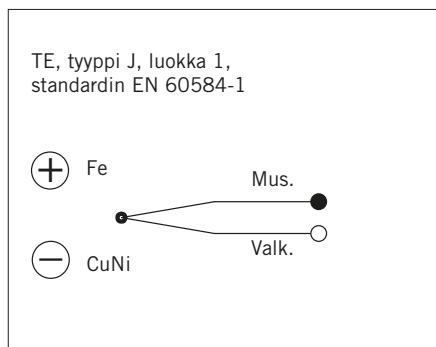 TE, tyyppi J, luokka 1,
standardin EN 60584-1
Fe
Mus.
Valk.
CuNi